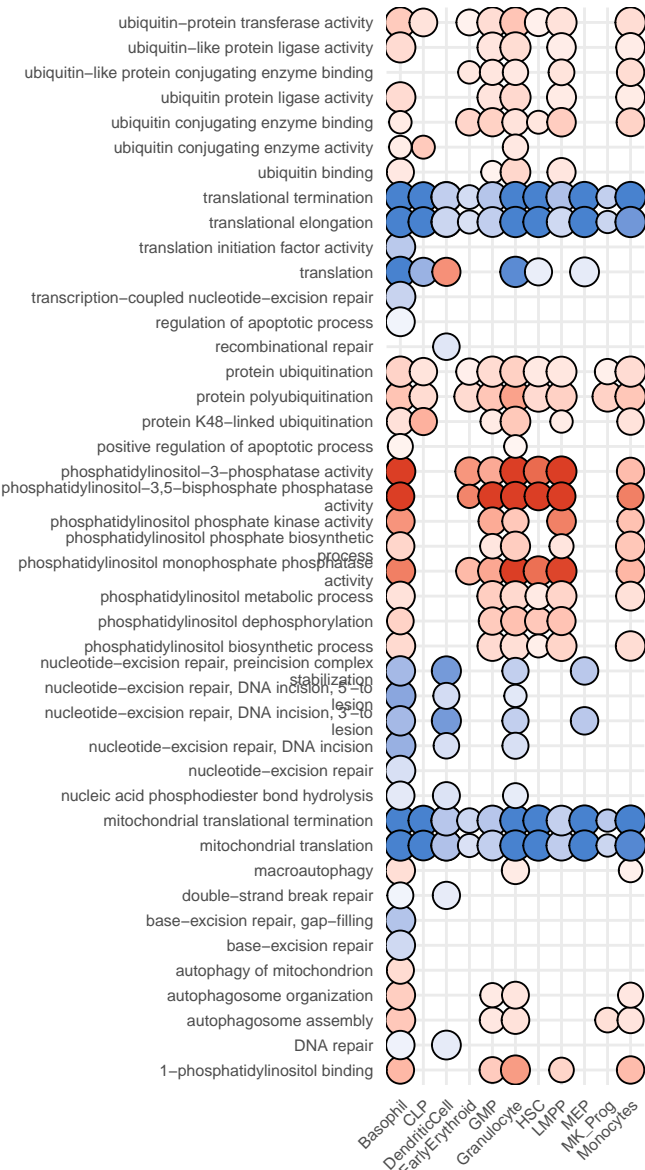 ubiquitin−protein transferase activity
ubiquitin−like protein ligase activity
ubiquitin−like protein conjugating enzyme binding
ubiquitin protein ligase activity
ubiquitin conjugating enzyme binding
ubiquitin conjugating enzyme activity
ubiquitin binding
translational termination
translational elongation
translation initiation factor activity
translation
transcription−coupled nucleotide−excision repair
regulation of apoptotic process
recombinational repair
protein ubiquitination
protein polyubiquitination
protein K48−linked ubiquitination
positive regulation of apoptotic process
phosphatidylinositol−3−phosphatase activity
phosphatidylinositol−3,5−bisphosphate phosphatase
activity
phosphatidylinositol phosphate kinase activity
phosphatidylinositol phosphate biosynthetic
process
phosphatidylinositol monophosphate phosphatase
activity
phosphatidylinositol metabolic process
phosphatidylinositol dephosphorylation
phosphatidylinositol biosynthetic process
nucleotide−excision repair, preincision complex
stabilization
nucleotide−excision repair, DNA incision, 5'−to
lesion
nucleotide−excision repair, DNA incision, 3'−to
lesion
nucleotide−excision repair, DNA incision
nucleotide−excision repair
nucleic acid phosphodiester bond hydrolysis
mitochondrial translational termination
mitochondrial translation
macroautophagy
double−strand break repair
base−excision repair, gap−filling
base−excision repair
autophagy of mitochondrion
autophagosome organization
autophagosome assembly
DNA repair
1−phosphatidylinositol binding
Basophil
CLP
DendriticCell
EarlyErythroid
GMP
Granulocyte
HSC
LMPP
MEP
MK_Prog
Monocytes